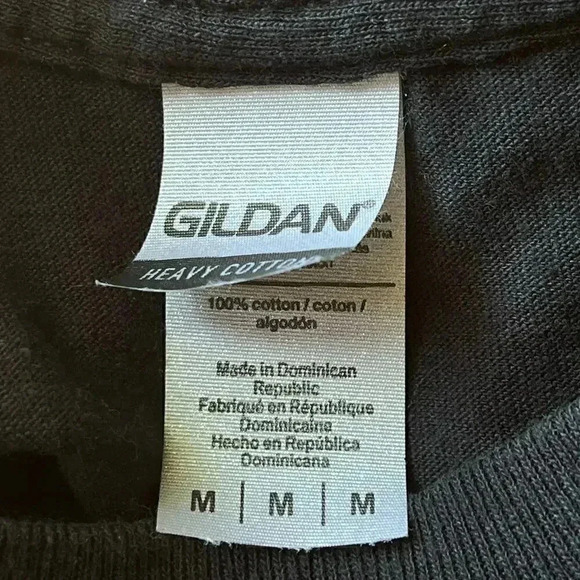 GILDAN®
HEAVY COTTON
100% cotton / coton /
algodón
Made in Dominican
Republic
Fabriqué en République
Dominicaine
Hecho en República
Dominicana
M | M | M